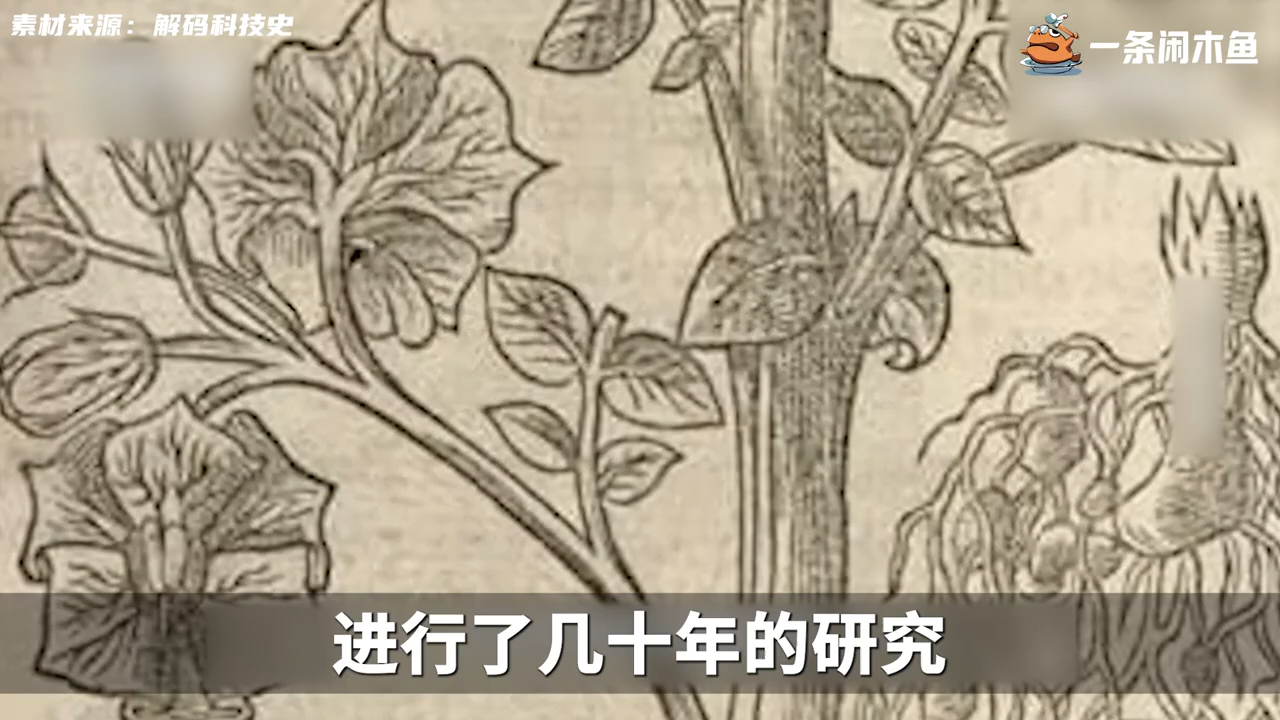 素材来源：解码科技史
一条闲木鱼
进行了几十年的研究